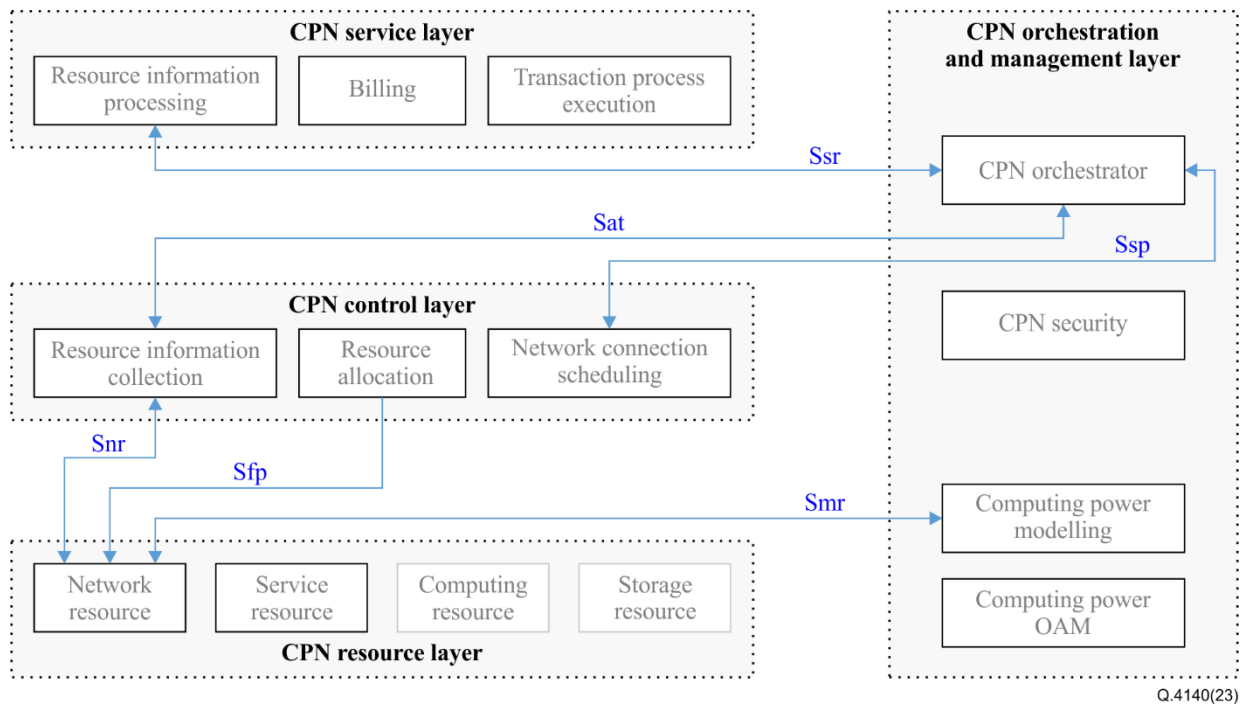 CPN service layer
Resource information
processing
Billing
Transaction process
execution
CPN orchestration
and management layer
Ssr
CPN orchestrator
Sat
Ssp
CPN control layer
Resource information
collection
Resource
allocation
Network connection
scheduling
CPN security
Snr
Sfp
Smr
Computing power
modelling
Network
resource
Service
resource
Computing
resource
Storage
resource
CPN resource layer
Computing power
OAM
Q.4140(23)